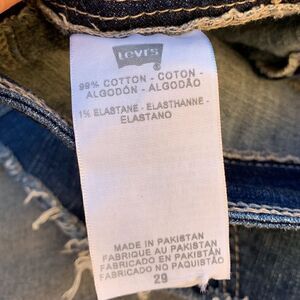 Levi's
®
99% COTTON - COTON -
ALGODÓN - ALGODÃO
1% ELASTANE - ELASTHANNE -
ELASTANO
MADE IN PAKISTAN
FABRIQUE AU PAKISTAN
FABRICADO EN PAKISTÁN
FABRICADO NO PAQUISTÃO
29